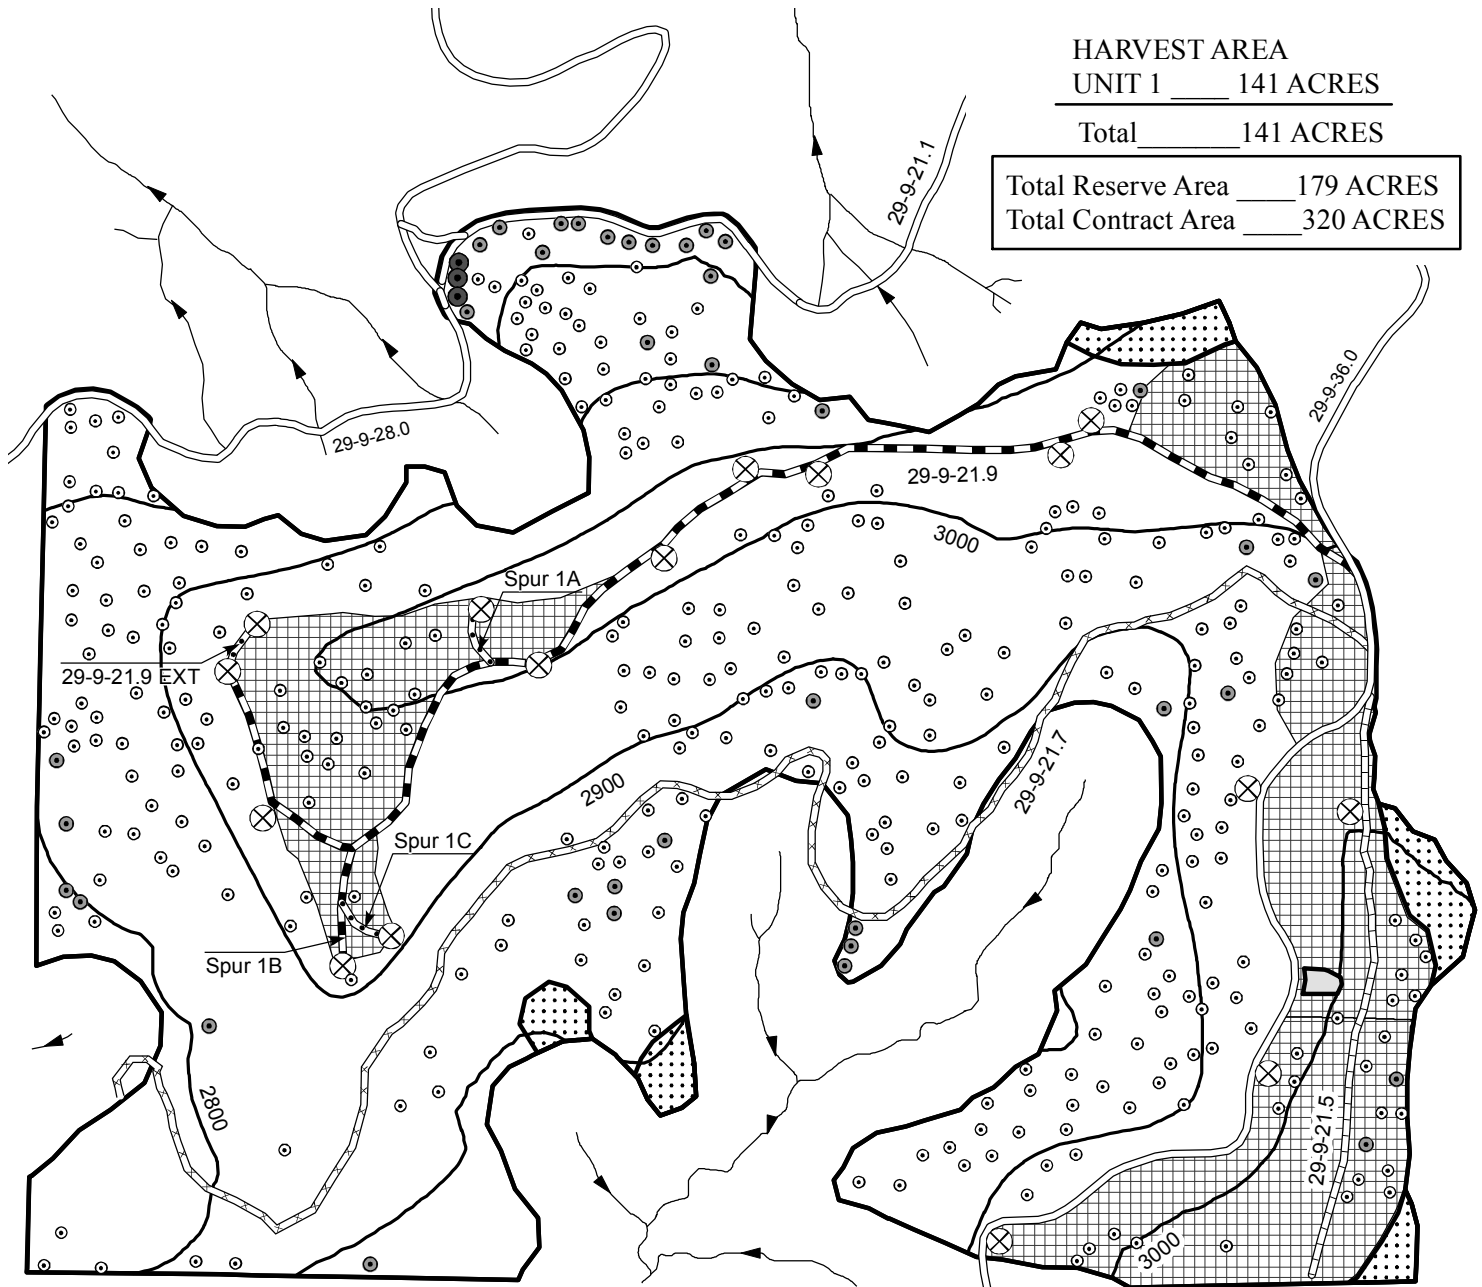 HARVEST AREA
UNIT 1 ____ 141 ACRES
Total_______141 ACRES
Total Reserve Area ____179 ACRES
Total Contract Area ____320 ACRES
29-9-21.1
29-9-36.0
29-9-28.0
29-9-21.9
3000
Spur 1A
29-9-21.9 EXT
29-9-21.7
2900
Spur 1C
Spur 1B
2800
29-9-21.5
3000